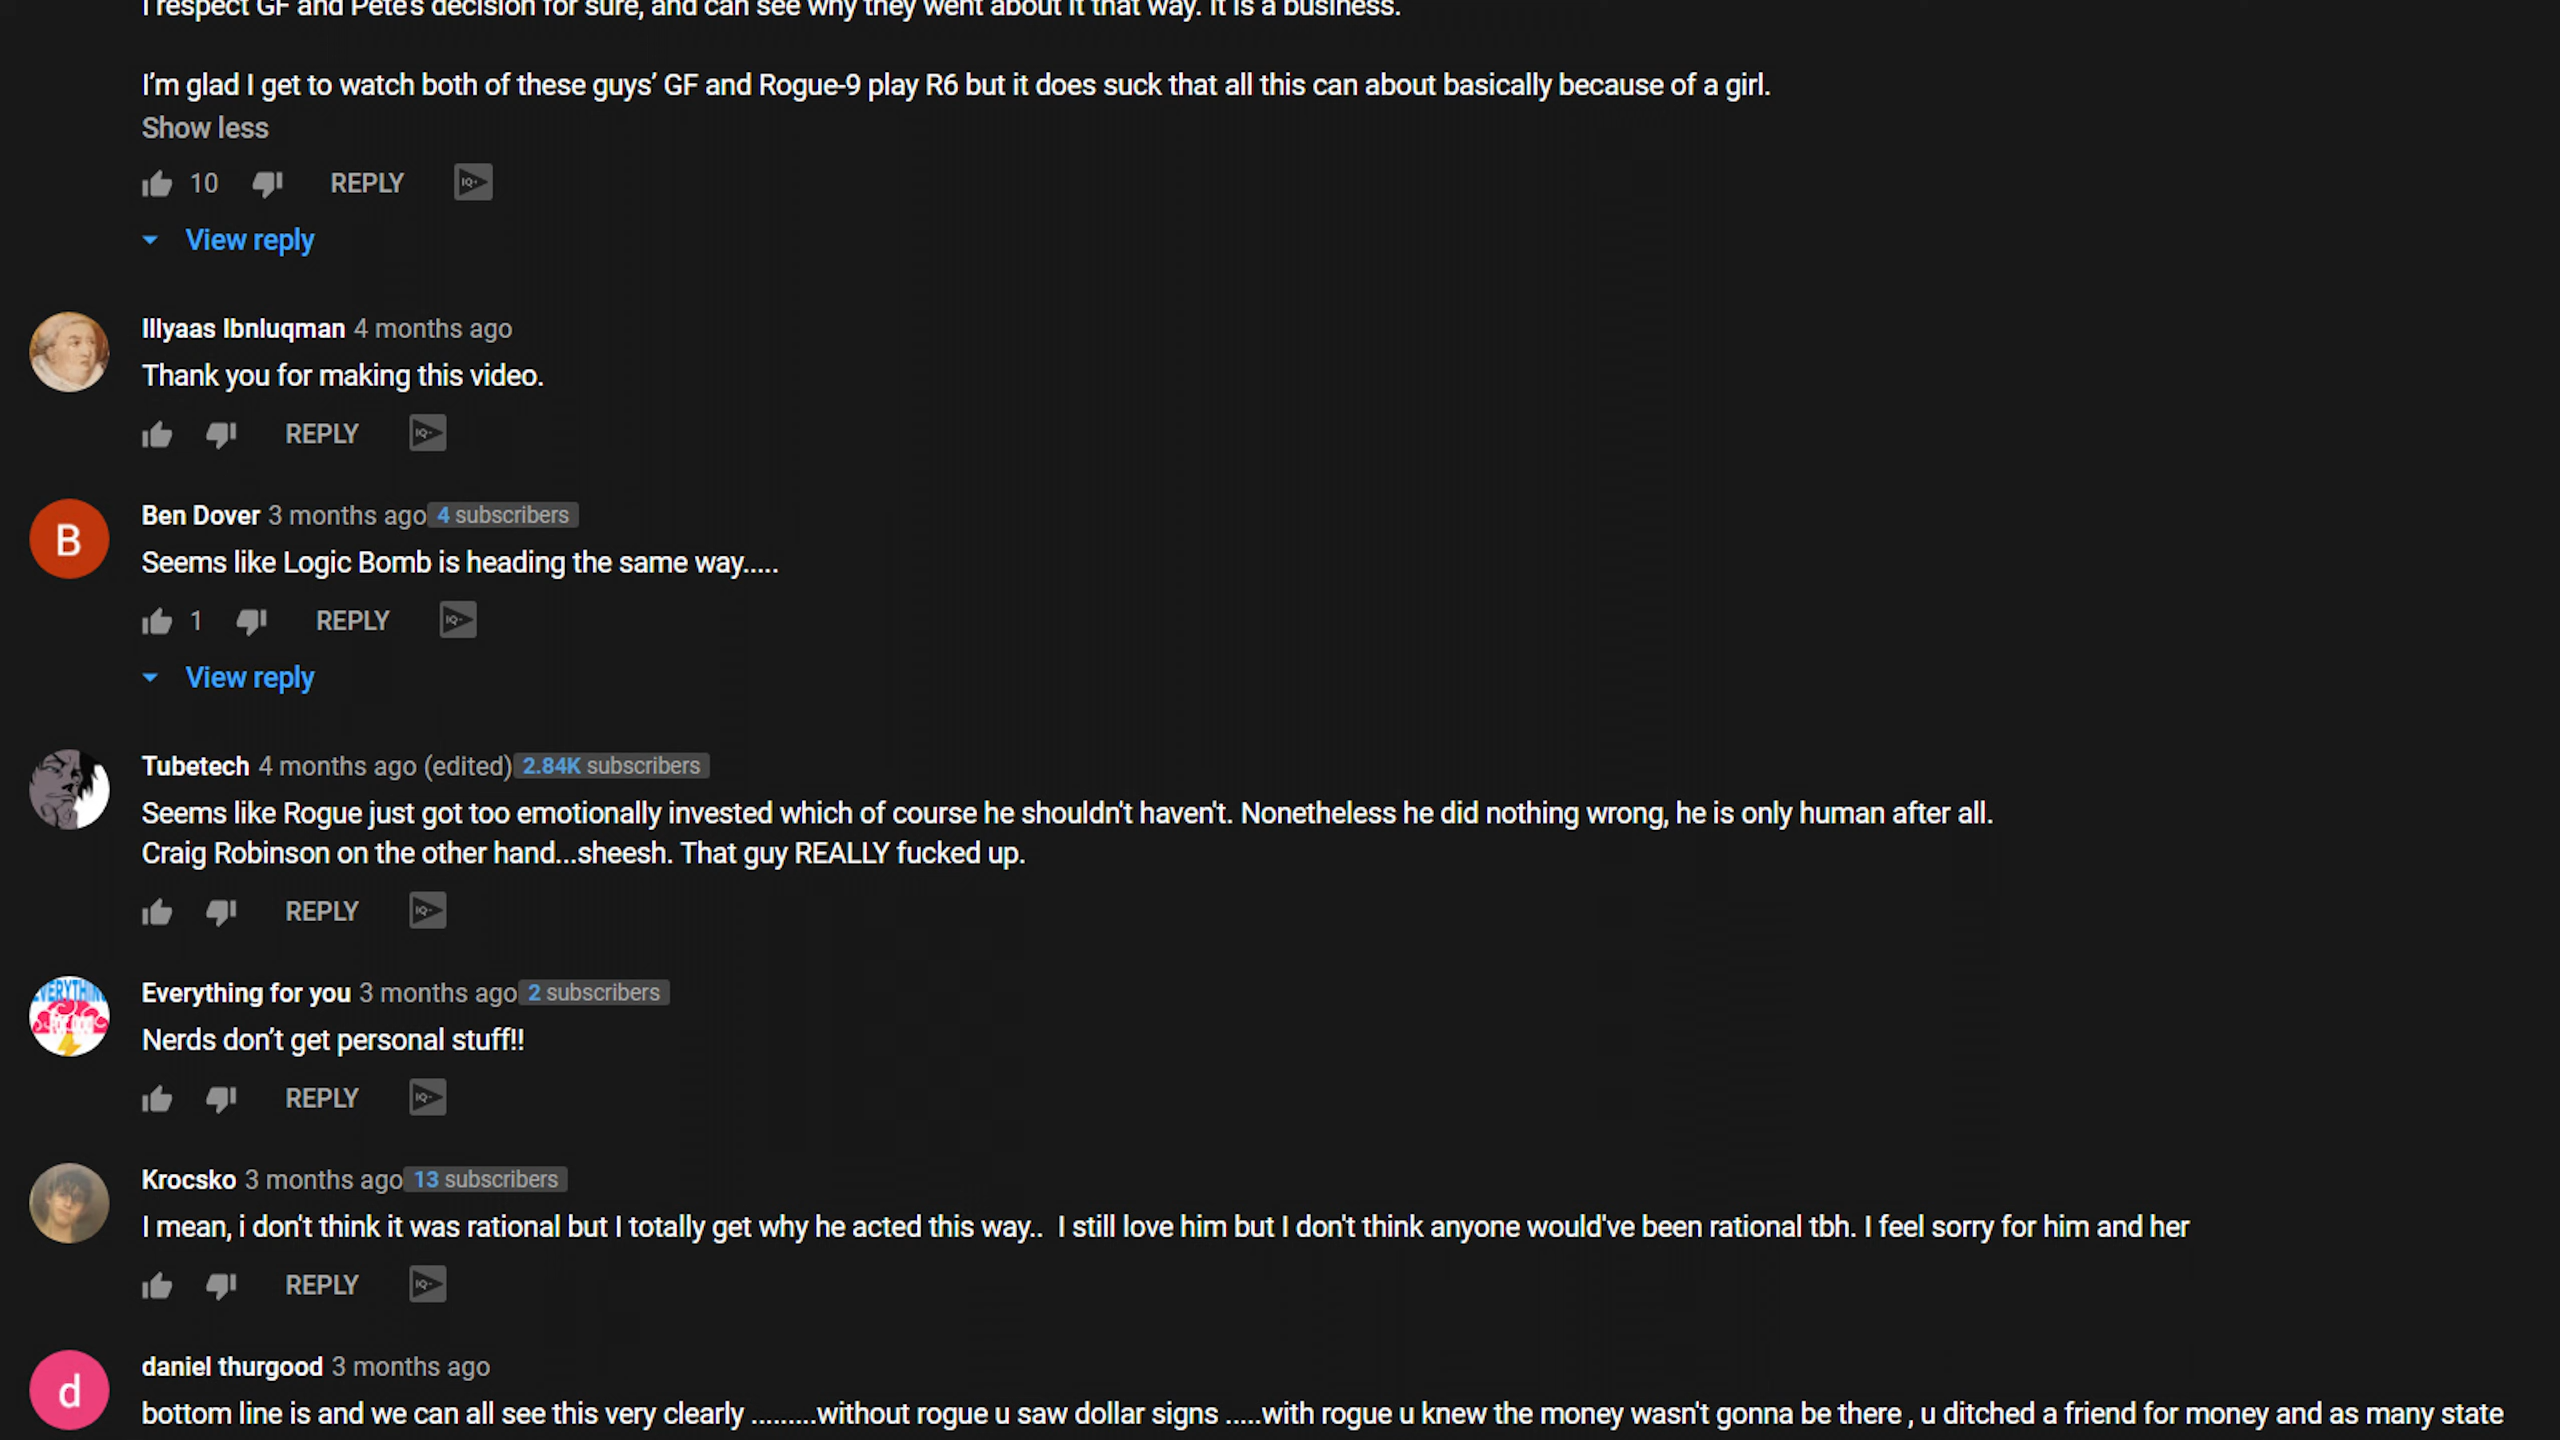 I respect GF and Pete's decision for sure, and can see why they went about it that way. It is a business.
I'm glad I get to watch both of these guys' GF and Rogue-9 play R6 but it does suck that all this can about basically because of a girl.
Show less
10 REPLY IQ
View reply
Illyaas Ibnluqman 4 months ago
Thank you for making this video.
REPLY IQ
B Ben Dover 3 months ago 4 subscribers
Seems like Logic Bomb is heading the same way.....
1 REPLY IQ
View reply
Tubetech 4 months ago (edited) 2.84K subscribers
Seems like Rogue just got too emotionally invested which of course he shouldn't haven't. Nonetheless he did nothing wrong, he is only human after all.
Craig Robinson on the other hand...sheesh. That guy REALLY fucked up.
REPLY IQ
Everything for you 3 months ago 2 subscribers
Nerds don't get personal stuff!!
REPLY IQ
Krocsko 3 months ago 13 subscribers
I mean, i don't think it was rational but I totally get why he acted this way..  I still love him but I don't think anyone would've been rational tbh. I feel sorry for him and her
REPLY IQ
d daniel thurgood 3 months ago
bottom line is and we can all see this very clearly .........without rogue u saw dollar signs .....with rogue u knew the money wasn't gonna be there , u ditched a friend for money and as many state